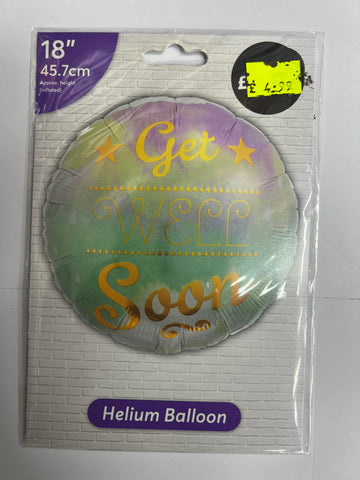 18"
45.7cm
Approx. height
(inflated)
£
£ 4.99
Get
WELL
Soon
Helium Balloon